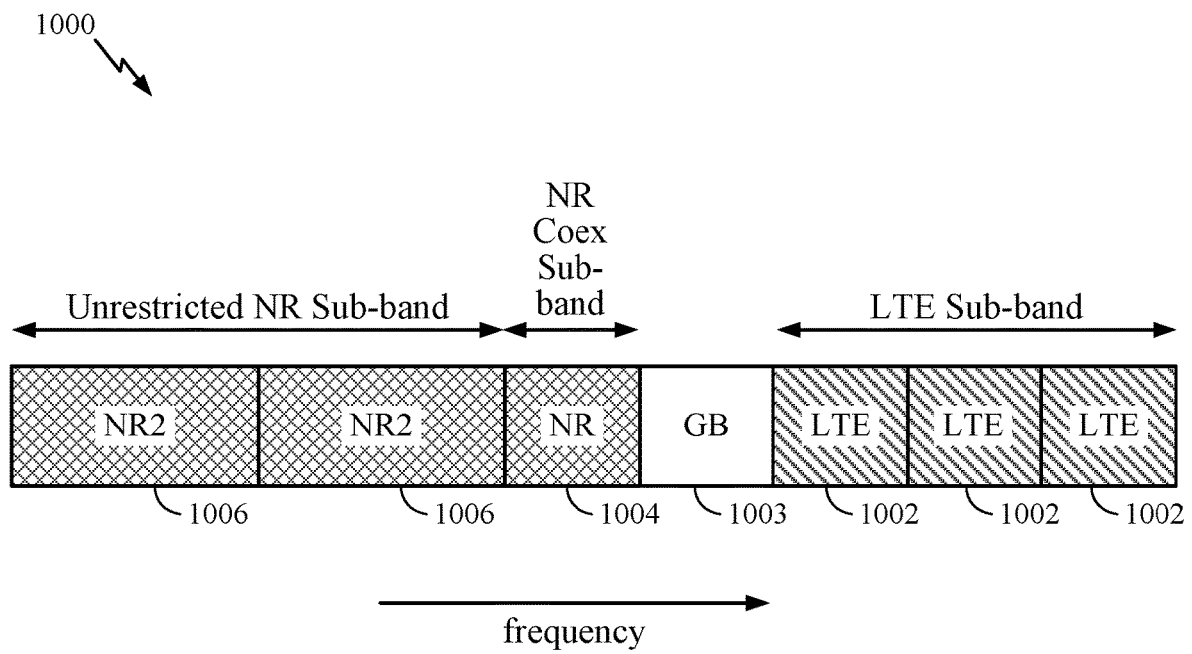 1000
NR
Coex
Sub-
band
Unrestricted NR Sub-band
LTE Sub-band
NR2 NR2 NR GB LTE LTE LTE
1006 1006 1004 1003 1002 1002 1002
frequency